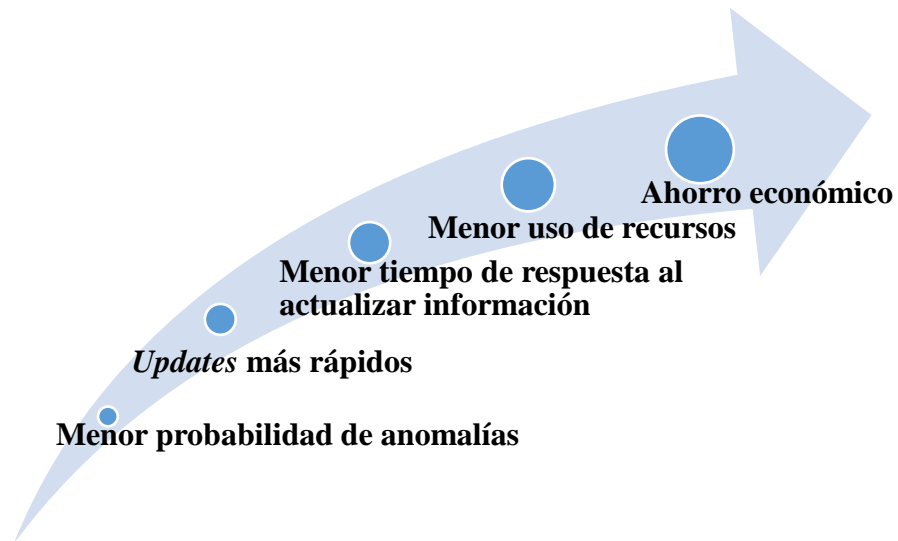 Ahorro económico
Menor uso de recursos
Menor tiempo de respuesta al
actualizar información
Updates más rápidos
Menor probabilidad de anomalías